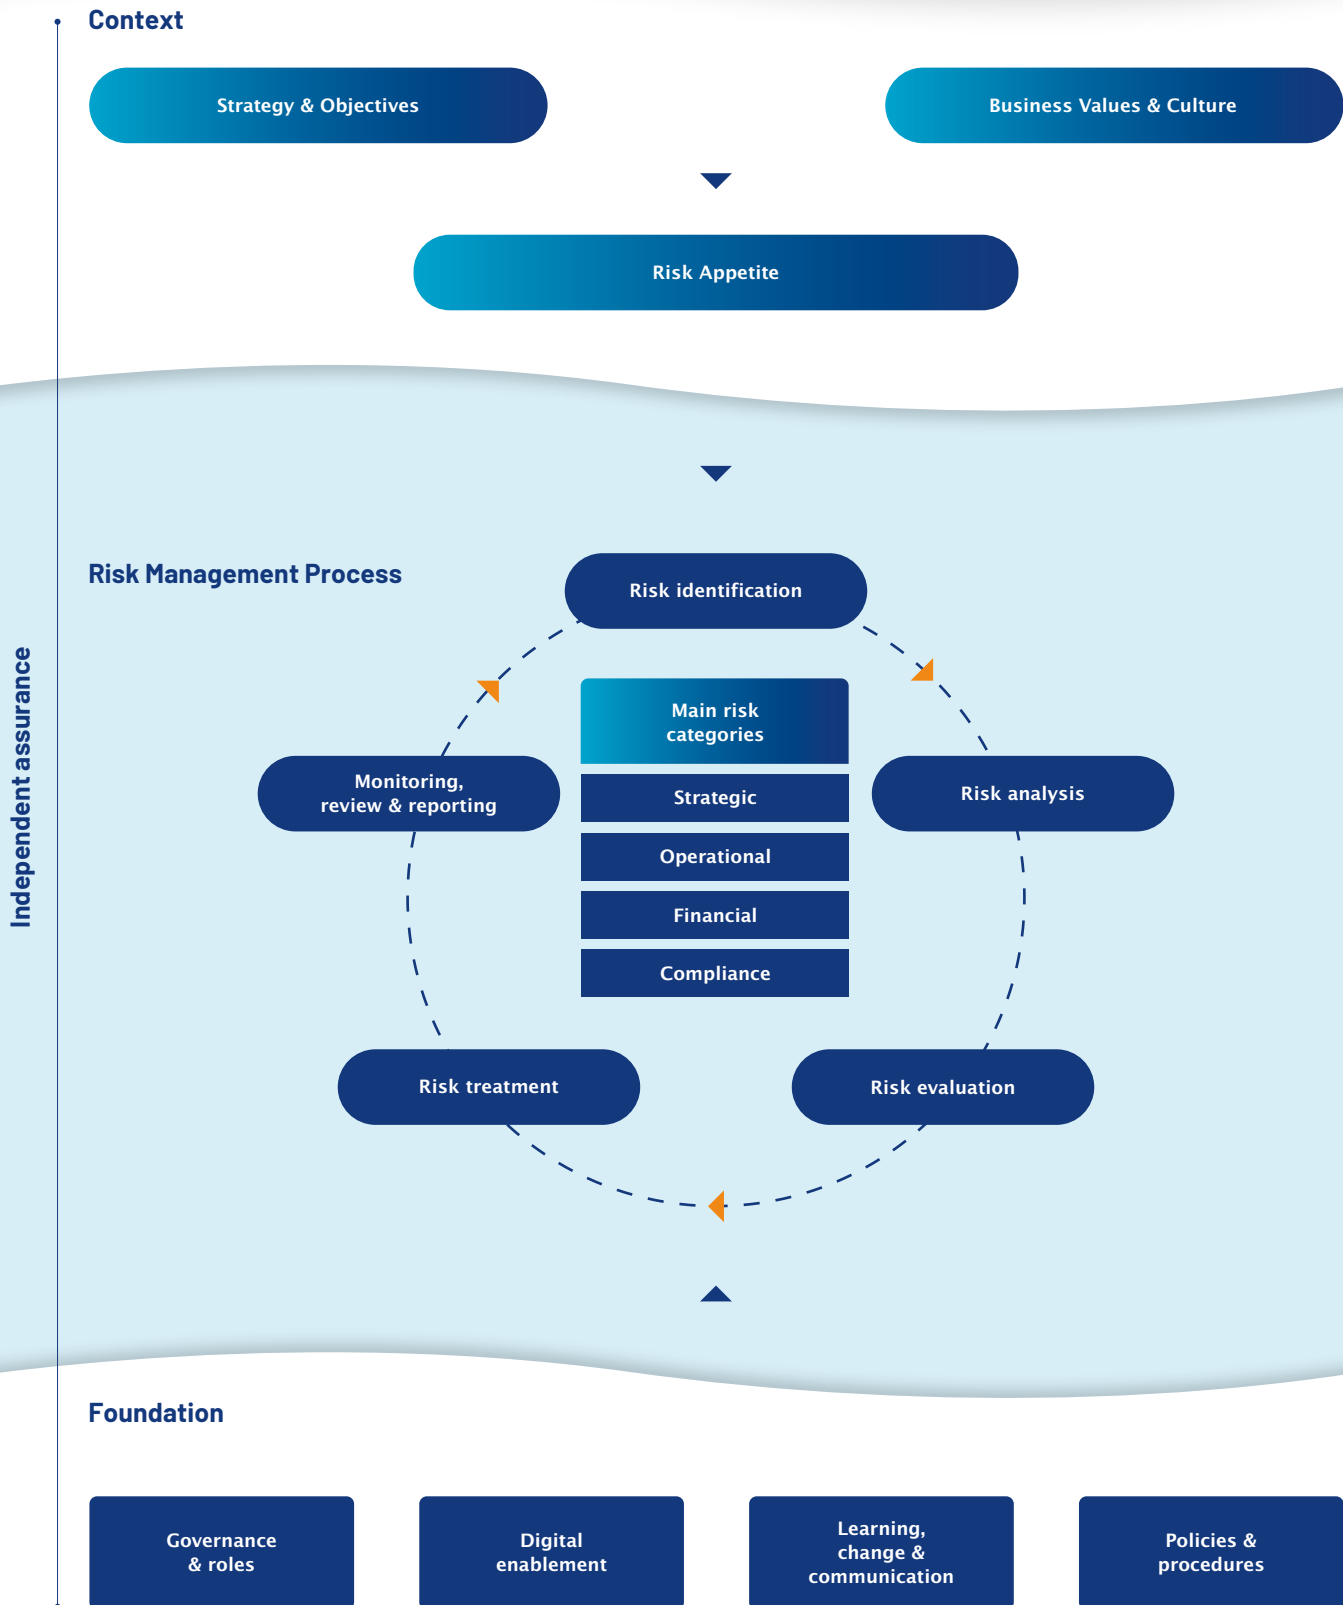 Context
Strategy & Objectives
Business Values & Culture
Risk Appetite
Independent assurance
Risk Management Process
Risk identification
Main risk
categories
Monitoring,
review & reporting
Strategic
Risk analysis
Operational
Financial
Compliance
Risk treatment
Risk evaluation
Foundation
Governance
& roles
Digital
enablement
Learning,
change &
communication
Policies &
procedures